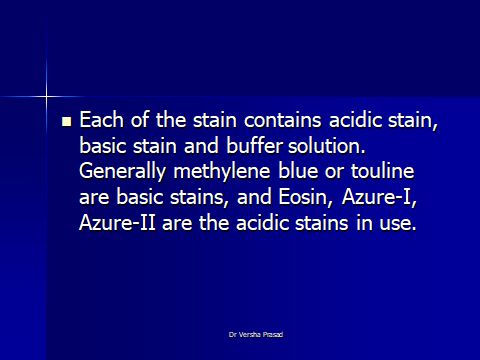 Each of the stain contains acidic stain,
basic stain and buffer solution.
Generally methylene blue or touline
are basic stains, and Eosin, Azure-I,
Azure-II are the acidic stains in use.
Dr Versha Prasad